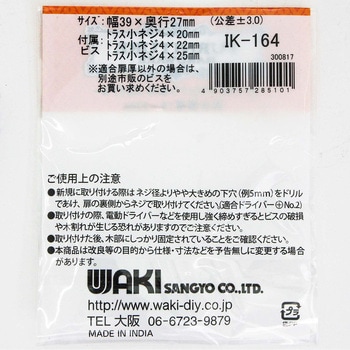 サイズ:幅39×奥行27mm (公差±3.0)
付属:トラス小ネジ4×20mm
ビス トラス小ネジ4×22mm
トラス小ネジ4×25mm
IK-164
300817
※適合扉厚以外の場合は、
別途市販のビスを
お買い求めください。
4 903757 285101
ご使用上の注意
●新規に取り付ける際はネジ径よりやや大きめの下穴(例5mm)をドリル
であけ、扉の裏側からネジで取り付けてください。(適合ドライバー⊕No.2)
●取り付けの際、電動ドライバーなどを使用し強く締めすぎるとビスの破損
や木割れが生じる恐れがありますのでご注意ください。
●取り付けた後、木部にしっかり固定されていることをご確認ください。
●本商品は改良等の目的から仕様・寸法などを予告無しに変更する場合
がありますので、ご了承ください。
WAKI SANGYO CO.,LTD.
http://www.waki-diy.co.jp
TEL 大阪 06-6723-9879
MADE IN INDIA
プラ